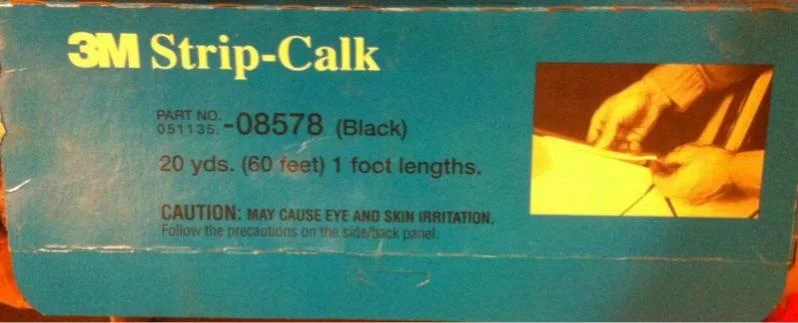 3M Strip-Calk
PART NO.
051135.-08578 (Black)
20 yds. (60 feet) 1 foot lengths.
CAUTION: MAY CAUSE EYE AND SKIN IRRITATION.
Follow the precautions on the side/back panel.